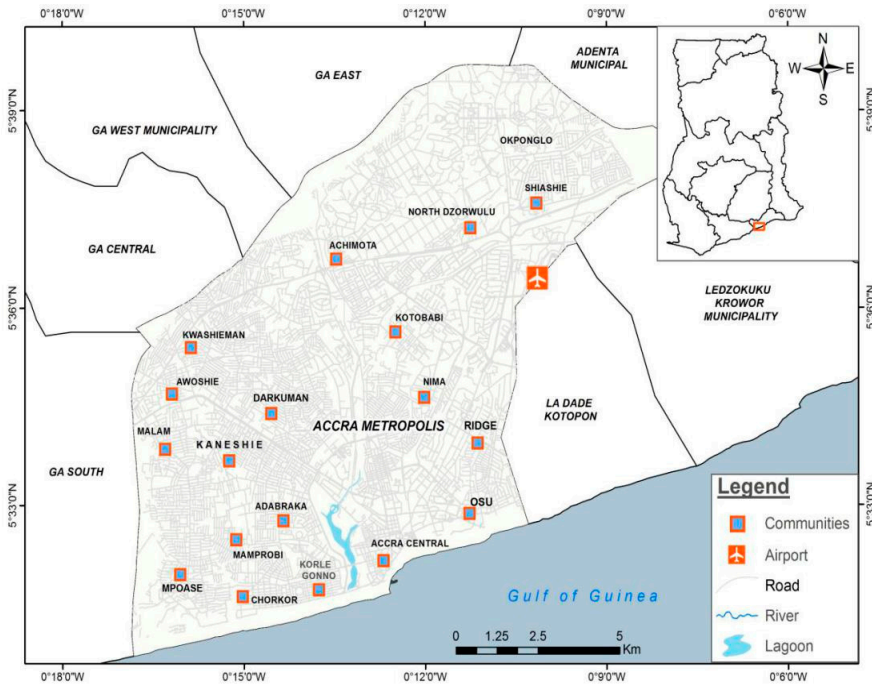 0°18'0"W 0°15'0"W 0°12'0"W 0°9'0"W 0°6'0"W
5°39'0"N
5°36'0"N
5°33'0"N
GA EAST
ADENTA
MUNICIPAL
N
W E
S
GA WEST MUNICIPALITY
OKPONGLO
SHIASHIE
NORTH DZORWULU
GA CENTRAL
ACHIMOTA
LEDZOKUKU
KROWOR
MUNICIPALITY
KOTOBABI
KWASHIEMAN
AWOSHIE
NIMA
DARKUMAN
LA DADE
KOTOPON
ACCRA METROPOLIS
RIDGE
MALAM
KANESHIE
GA SOUTH
OSU
ADABRAKA
ACCRA CENTRAL
MAMPROBI
KORLE
GONNO
MPOASE
CHORKOR
Gulf of Guinea
0 1.25 2.5 5
Km
Legend
Communities
Airport
Road
River
Lagoon
5°39'0"N
5°36'0"N
5°33'0"N
0°18'0"W 0°15'0"W 0°12'0"W 0°9'0"W 0°6'0"W